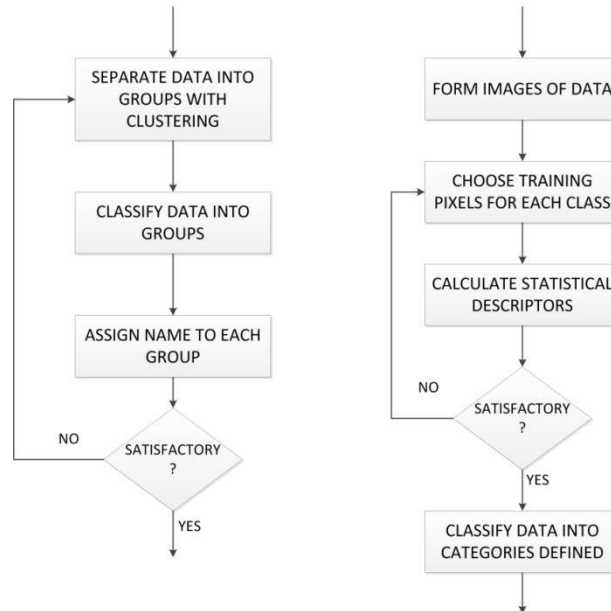 SEPARATE DATA INTO
GROUPS WITH
CLUSTERING
CLASSIFY DATA INTO
GROUPS
ASSIGN NAME TO EACH
GROUP
NO
SATISFACTORY
?
YES
FORM IMAGES OF DATA
CHOOSE TRAINING
PIXELS FOR EACH CLASS
CALCULATE STATISTICAL
DESCRIPTORS
NO
SATISFACTORY
?
YES
CLASSIFY DATA INTO
CATEGORIES DEFINED